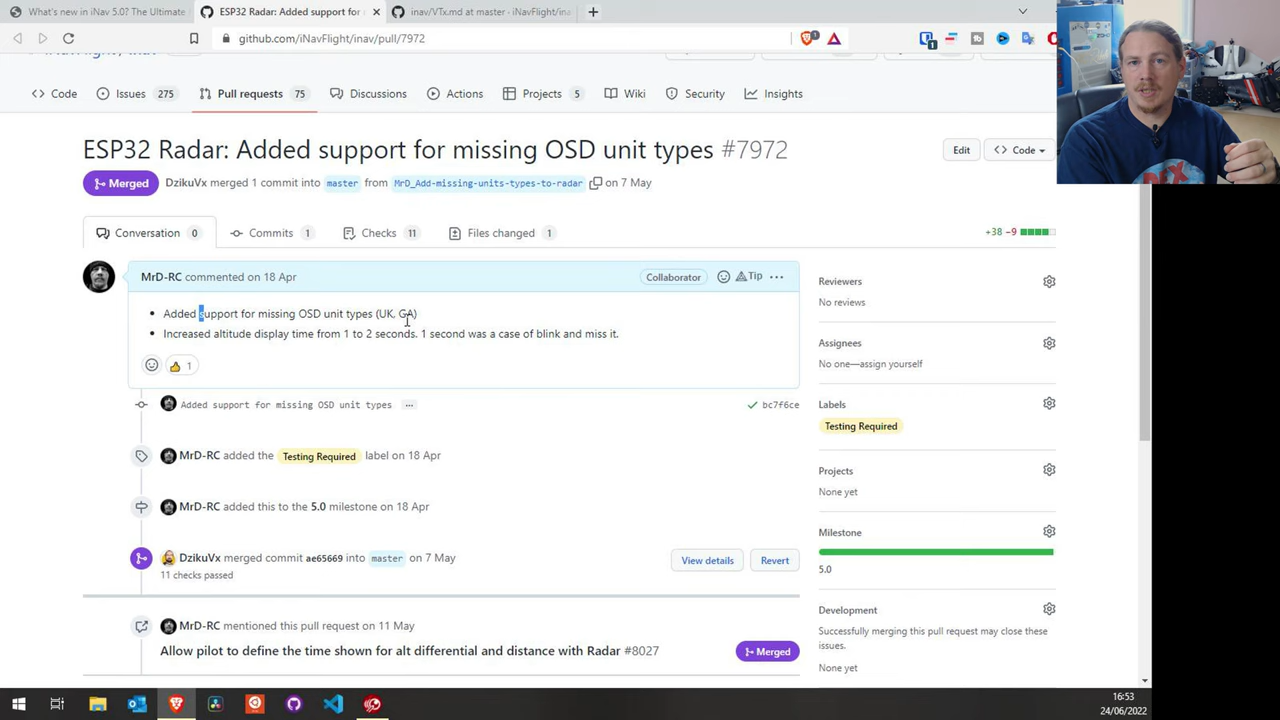 What's new in iNav 5.0? The Ultimate
ESP32 Radar: Added support for
inav/VTx.md at master · iNavFlight/ina
github.com/iNavFlight/inav/pull/7972
Code
Issues 275
Pull requests 75
Discussions
Actions
Projects 5
Wiki
Security
Insights
ESP32 Radar: Added support for missing OSD unit types #7972
Edit
Code
Merged DzikuVx merged 1 commit into master from MrD_Add-missing-units-types-to-radar on 7 May
Conversation 0
Commits 1
Checks 11
Files changed 1
+38 −9
MrD-RC commented on 18 Apr
Collaborator
Tip
Added support for missing OSD unit types (UK, GA)
Increased altitude display time from 1 to 2 seconds. 1 second was a case of blink and miss it.
1
Added support for missing OSD unit types
bc7f6ce
MrD-RC added the Testing Required label on 18 Apr
MrD-RC added this to the 5.0 milestone on 18 Apr
DzikuVx merged commit ae65669 into master on 7 May
11 checks passed
View details
Revert
MrD-RC mentioned this pull request on 11 May
Allow pilot to define the time shown for alt differential and distance with Radar #8027
Merged
Reviewers
No reviews
Assignees
No one—assign yourself
Labels
Testing Required
Projects
None yet
Milestone
5.0
Development
Successfully merging this pull request may close these
issues.
None yet
16:53
24/06/2022